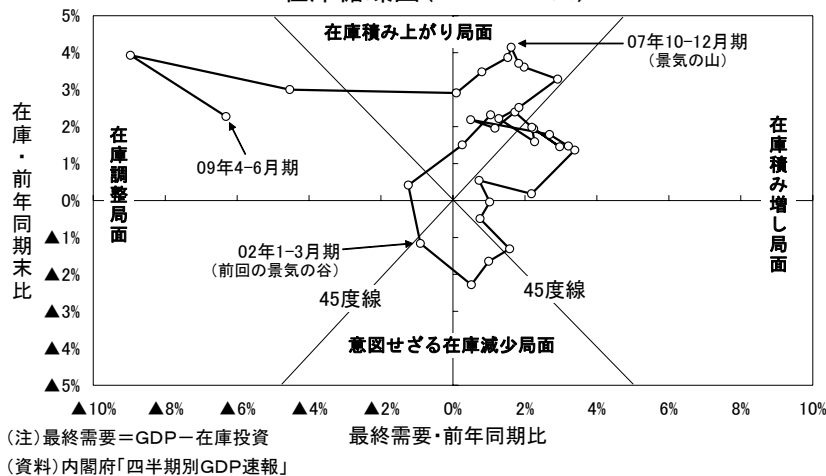 在庫積み上がり局面
07年10-12月期
(景気の山)
在庫・前年同期末比
5%
4%
3%
2%
1%
0%
▲1%
▲2%
▲3%
▲4%
▲5%
在庫調整局面
09年4-6月期
02年1-3月期
(前回の景気の谷)
45度線
45度線
在庫積み増し局面
意図せざる在庫減少局面
▲10%
▲8%
▲6%
▲4%
▲2%
0%
2%
4%
6%
8%
10%
(注)最終需要=GDP-在庫投資
最終需要・前年同期比
(資料)内閣府「四半期別GDP速報」